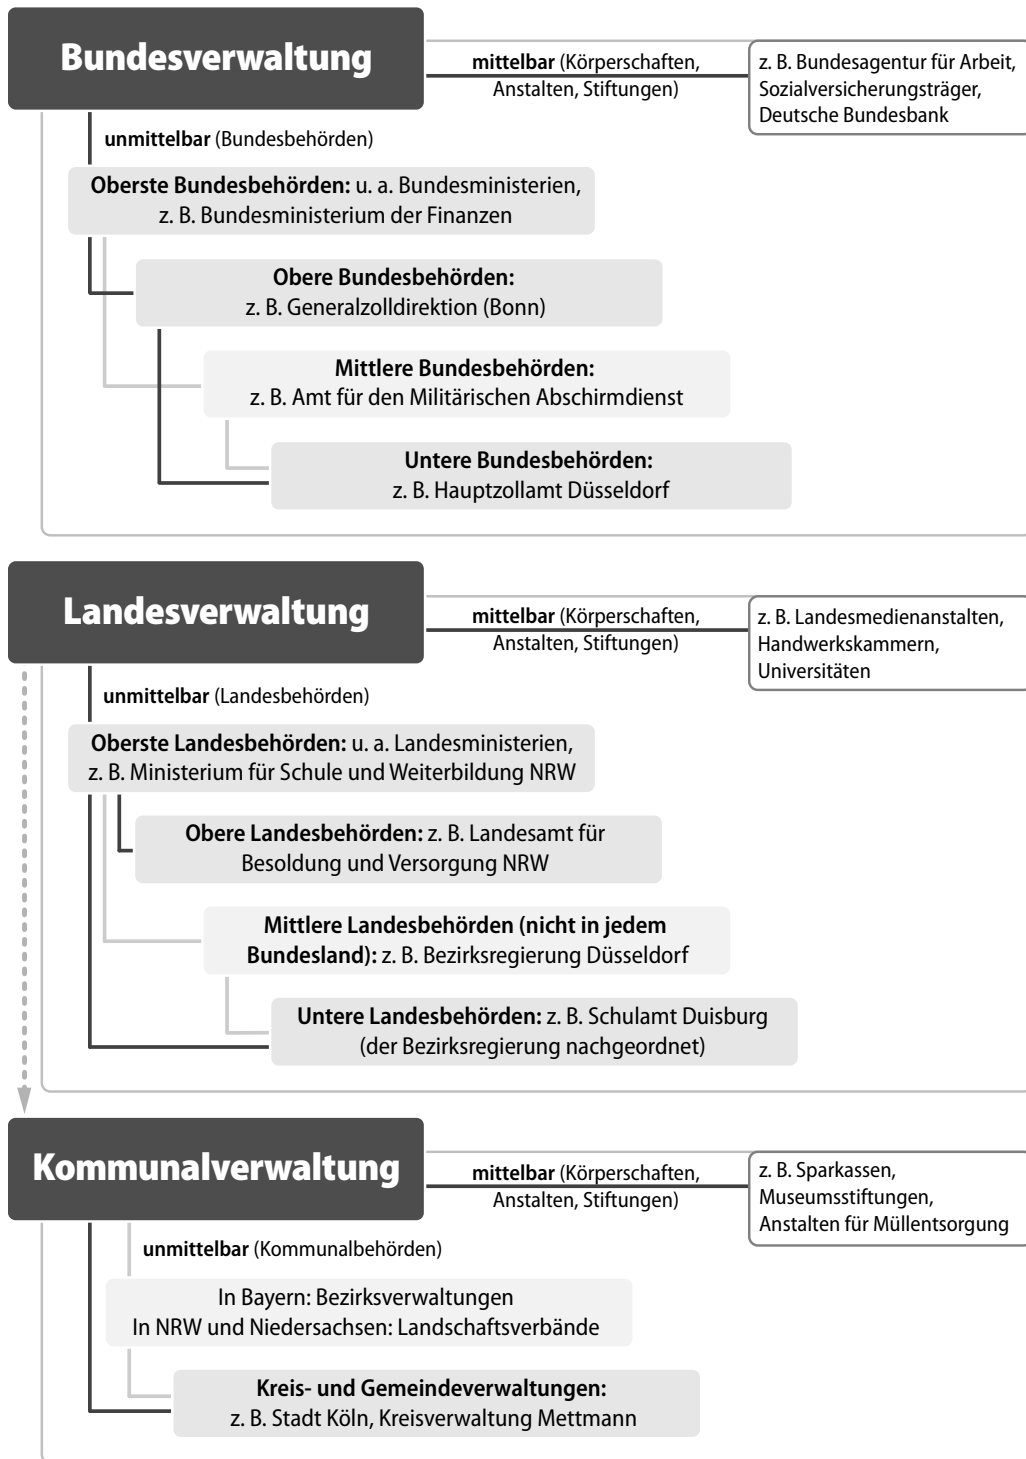 Bundesverwaltung
mittelbar (Körperschaften,
Anstalten, Stiftungen)
z. B. Bundesagentur für Arbeit,
Sozialversicherungsträger,
Deutsche Bundesbank
unmittelbar (Bundesbehörden)
Oberste Bundesbehörden: u. a. Bundesministerien,
z. B. Bundesministerium der Finanzen
Obere Bundesbehörden:
z. B. Generalzolldirektion (Bonn)
Mittlere Bundesbehörden:
z. B. Amt für den Militärischen Abschirmdienst
Untere Bundesbehörden:
z. B. Hauptzollamt Düsseldorf
Landesverwaltung
mittelbar (Körperschaften,
Anstalten, Stiftungen)
z. B. Landesmedienanstalten,
Handwerkskammern,
Universitäten
unmittelbar (Landesbehörden)
Oberste Landesbehörden: u. a. Landesministerien,
z. B. Ministerium für Schule und Weiterbildung NRW
Obere Landesbehörden: z. B. Landesamt für
Besoldung und Versorgung NRW
Mittlere Landesbehörden (nicht in jedem
Bundesland): z. B. Bezirksregierung Düsseldorf
Untere Landesbehörden: z. B. Schulamt Duisburg
(der Bezirksregierung nachgeordnet)
Kommunalverwaltung
mittelbar (Körperschaften,
Anstalten, Stiftungen)
z. B. Sparkassen,
Museumsstiftungen,
Anstalten für Müllentsorgung
unmittelbar (Kommunalbehörden)
In Bayern: Bezirksverwaltungen
In NRW und Niedersachsen: Landschaftsverbände
Kreis- und Gemeindeverwaltungen:
z. B. Stadt Köln, Kreisverwaltung Mettmann